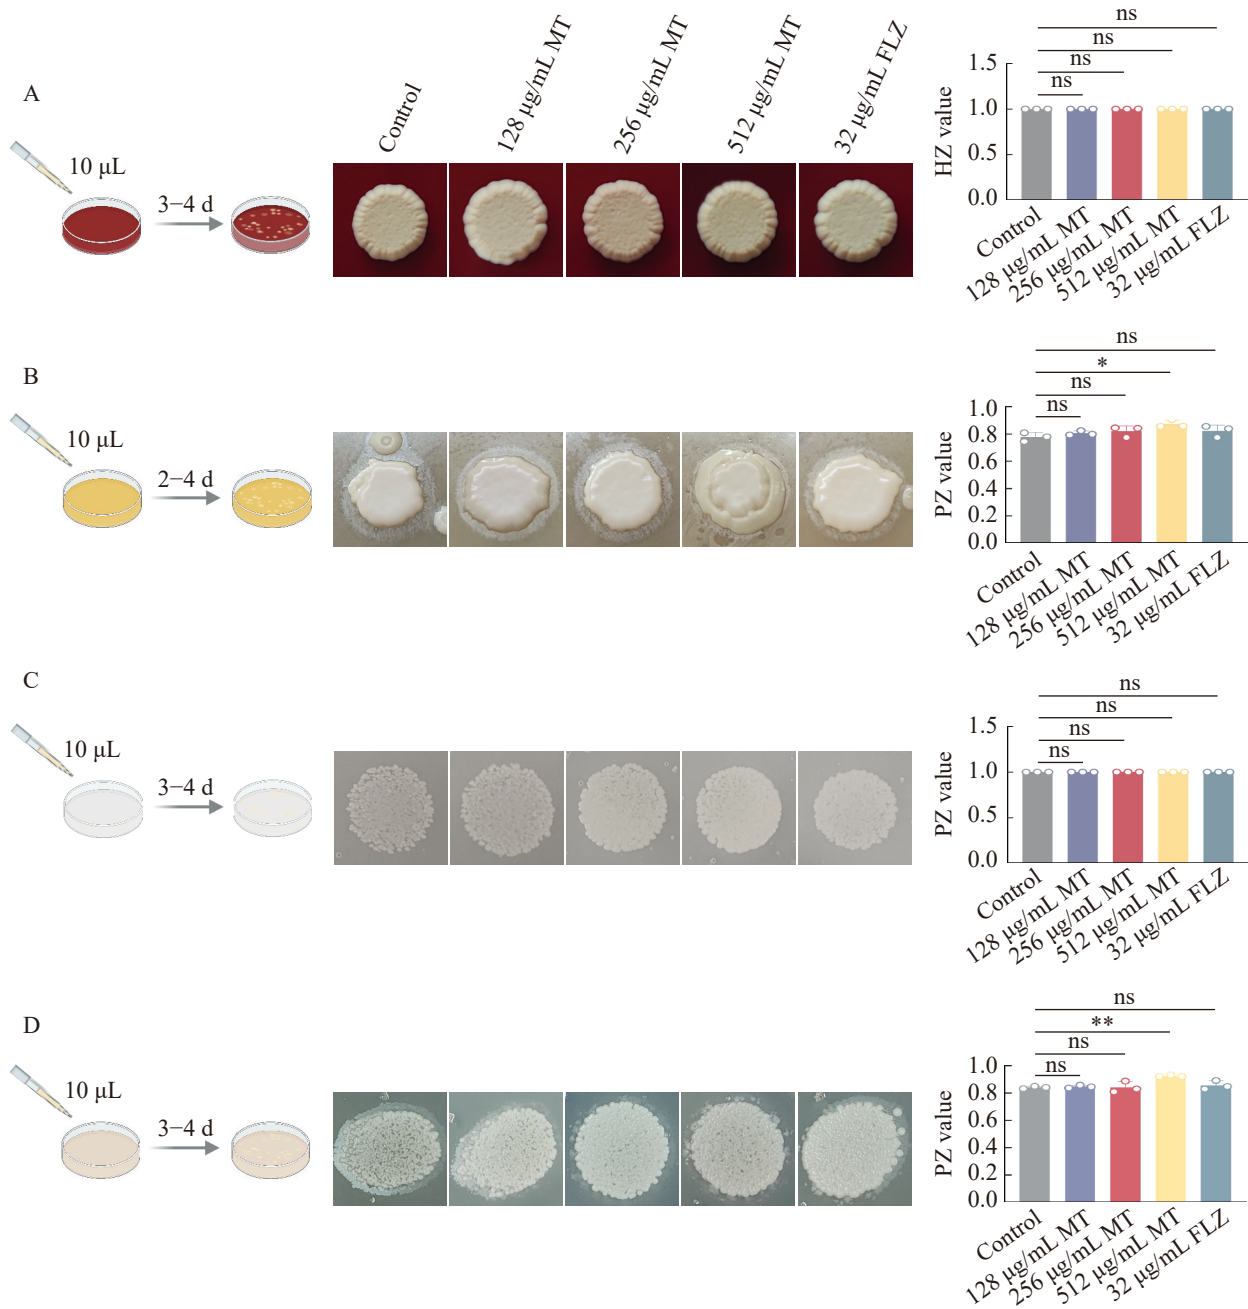 Control
128 µg/mL MT
256 µg/mL MT
512 µg/mL MT
32 µg/mL FLZ
A
10 µL
3−4 d
ns
ns
ns
ns
HZ value
1.5
1.0
0.5
0.0
Control
128 µg/mL MT
256 µg/mL MT
512 µg/mL MT
32 µg/mL FLZ
B
10 µL
2−4 d
ns
*
ns
ns
PZ value
1.0
0.8
0.6
0.4
0.2
0.0
Control
128 µg/mL MT
256 µg/mL MT
512 µg/mL MT
32 µg/mL FLZ
C
10 µL
3−4 d
ns
ns
ns
ns
PZ value
1.5
1.0
0.5
0.0
Control
128 µg/mL MT
256 µg/mL MT
512 µg/mL MT
32 µg/mL FLZ
D
10 µL
3−4 d
ns
**
ns
ns
PZ value
1.0
0.8
0.6
0.4
0.2
0.0
Control
128 µg/mL MT
256 µg/mL MT
512 µg/mL MT
32 µg/mL FLZ